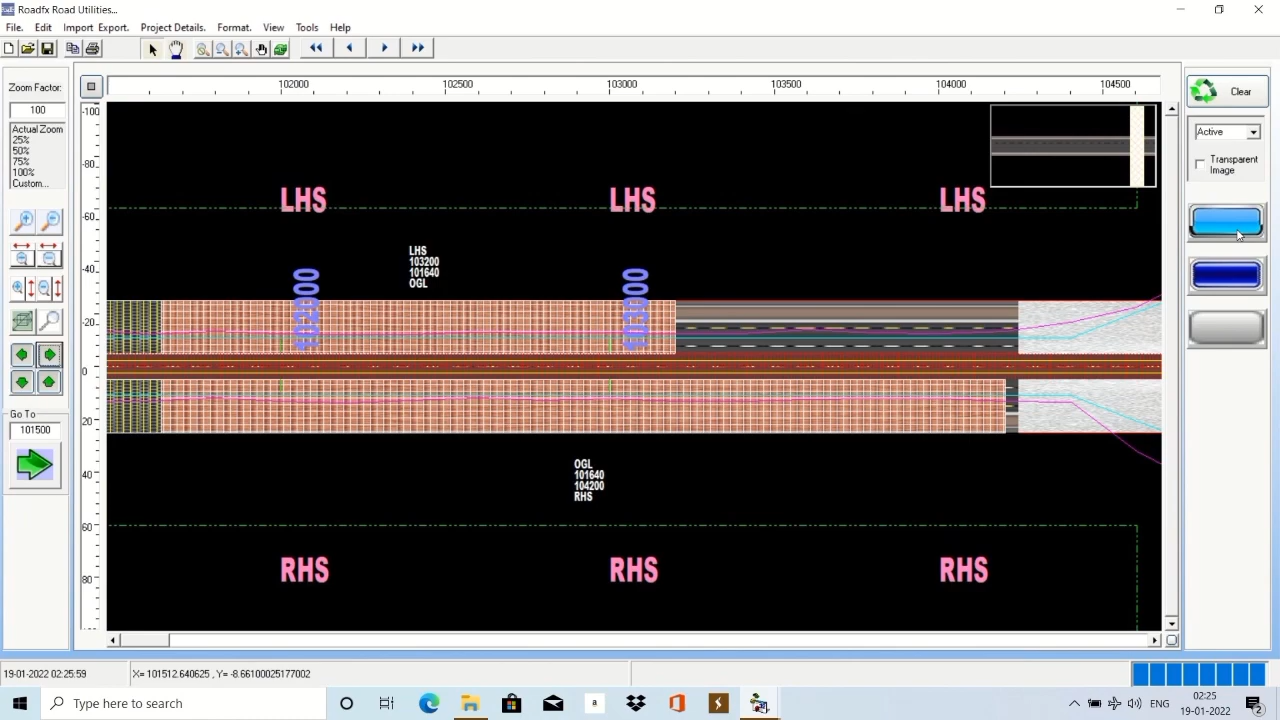 Roadfx Road Utilities...
File. Edit Import Export. Project Details. Format. View Tools Help
Zoom Factor:
100
Actual Zoom
25%
50%
75%
100%
Custom...
Go To
101500
102000 102500 103000 103500 104000 104500
-100
-80
-60
-40
-20
0
20
40
60
80
LHS LHS LHS
LHS
103200
101640
OGL
OGL
101640
104200
RHS
RHS RHS RHS
Clear
Active
Transparent
Image
19-01-2022 02:25:59 X= 101512.640625 , Y= -8.66100025177002
Type here to search
a
ENG
02:25
19-01-2022
2